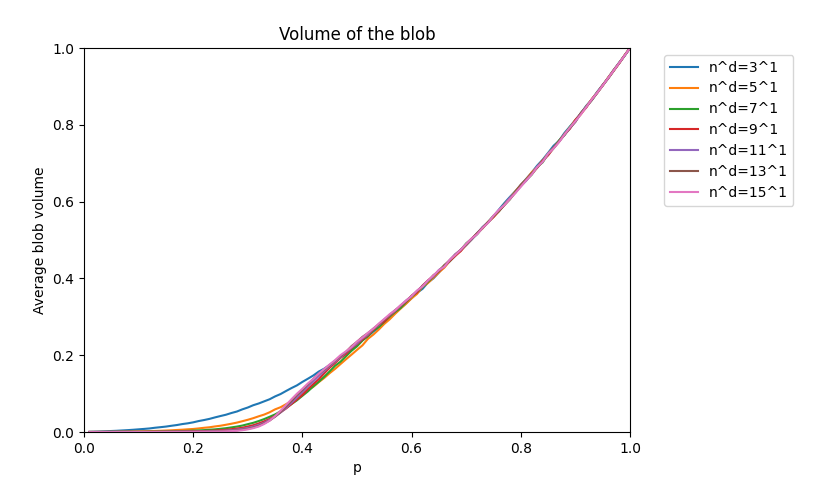 Volume of the blob
Average blob volume
1.0
0.8
0.6
0.4
0.2
0.0
0.0 0.2 0.4 0.6 0.8 1.0
p
n^d=3^1
n^d=5^1
n^d=7^1
n^d=9^1
n^d=11^1
n^d=13^1
n^d=15^1